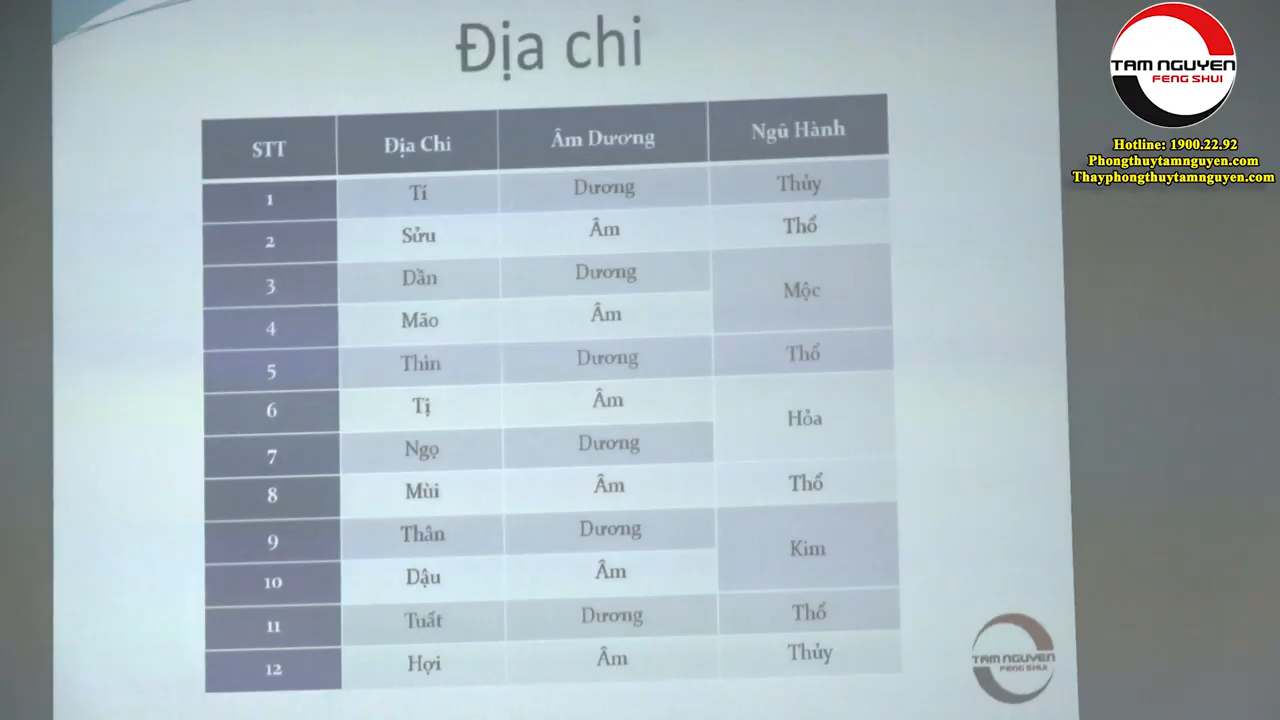 Địa chi
TAM NGUYEN
FENG SHUI
Hotline: 1900.22.92
Phongthuytamnguyen.com
Thayphongthuytamnguyen.com
STT Địa Chi Âm Dương Ngũ Hành
1 Tí Dương Thủy
2 Sửu Âm Thổ
3 Dần Dương Mộc
4 Mão Âm
5 Thìn Dương Thổ
6 Tị Âm Hỏa
7 Ngọ Dương
8 Mùi Âm Thổ
9 Thân Dương Kim
10 Dậu Âm
11 Tuất Dương Thổ
12 Hợi Âm Thủy
TAM NGUYEN
FENG SHUI